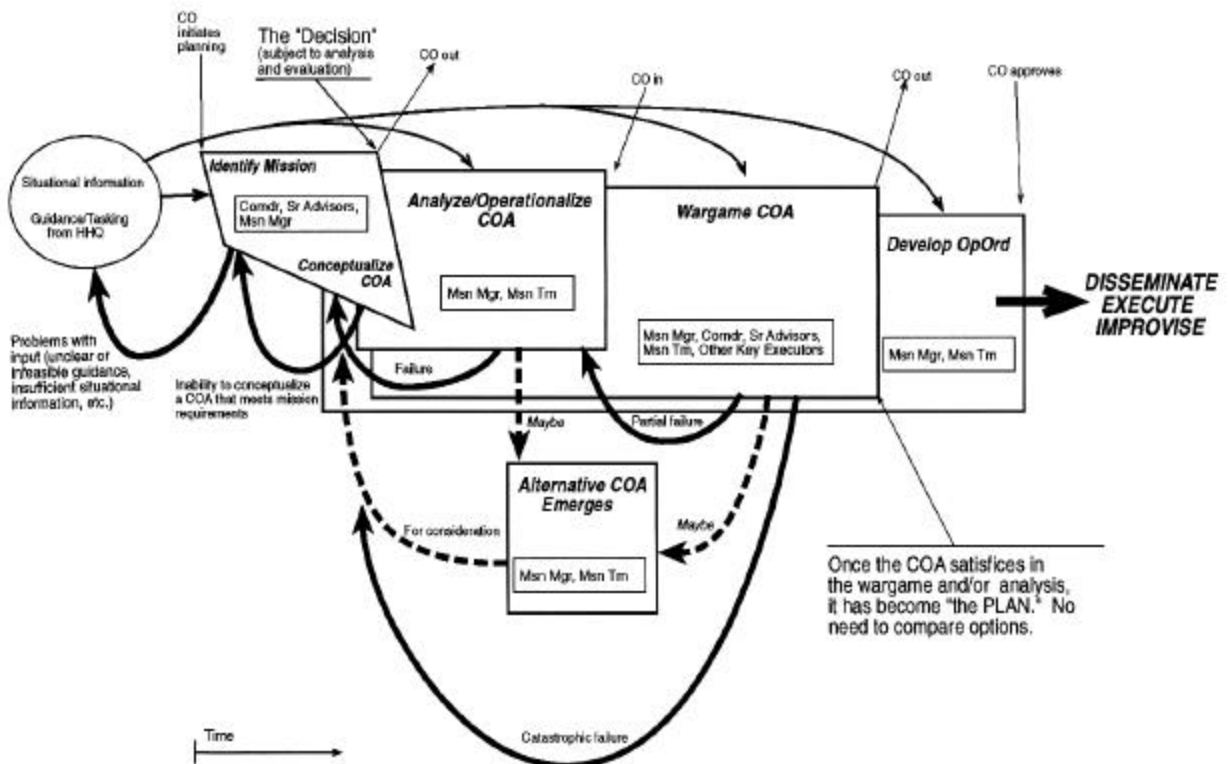 CO
initiates
planning
The "Decision"
(subject to analysis
and evaluation)
CO out
CO in
CO out
CO approves
Situational information
Guidance/Tasking
from HHQ
Identify Mission
Comdr, Sr Advisors,
Msn Mgr
Conceptualize
COA
Analyze/Operationalize
COA
Msn Mgr, Msn Tm
Wargame COA
Msn Mgr, Comdr, Sr Advisors,
Msn Tm, Other Key Executors
Develop OpOrd
Msn Mgr, Msn Tm
DISSEMINATE
EXECUTE
IMPROVISE
Problems with
input (unclear or
infeasible guidance,
insufficient situational
information, etc.)
Inability to conceptualize
a COA that meets mission
requirements
Failure
Maybe
Partial failure
Alternative COA
Emerges
Msn Mgr, Msn Tm
For consideration
Maybe
Once the COA satisfices in
the wargame and/or analysis,
it has become "the PLAN." No
need to compare options.
Time
Catastrophic failure